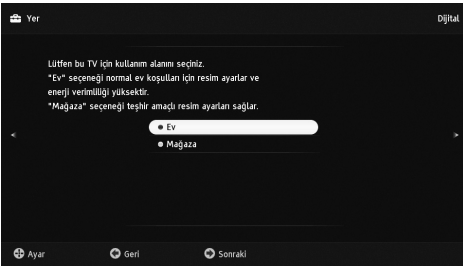 Yer
Dijital
Lütfen bu TV için kullanım alanını seçiniz.
"Ev" seçeneği normal ev koşulları için resim ayarlar ve
enerji verimliliği yüksektir.
"Mağaza" seçeneği teşhir amaçlı resim ayarları sağlar.
Ev
Mağaza
Ayar Geri Sonraki